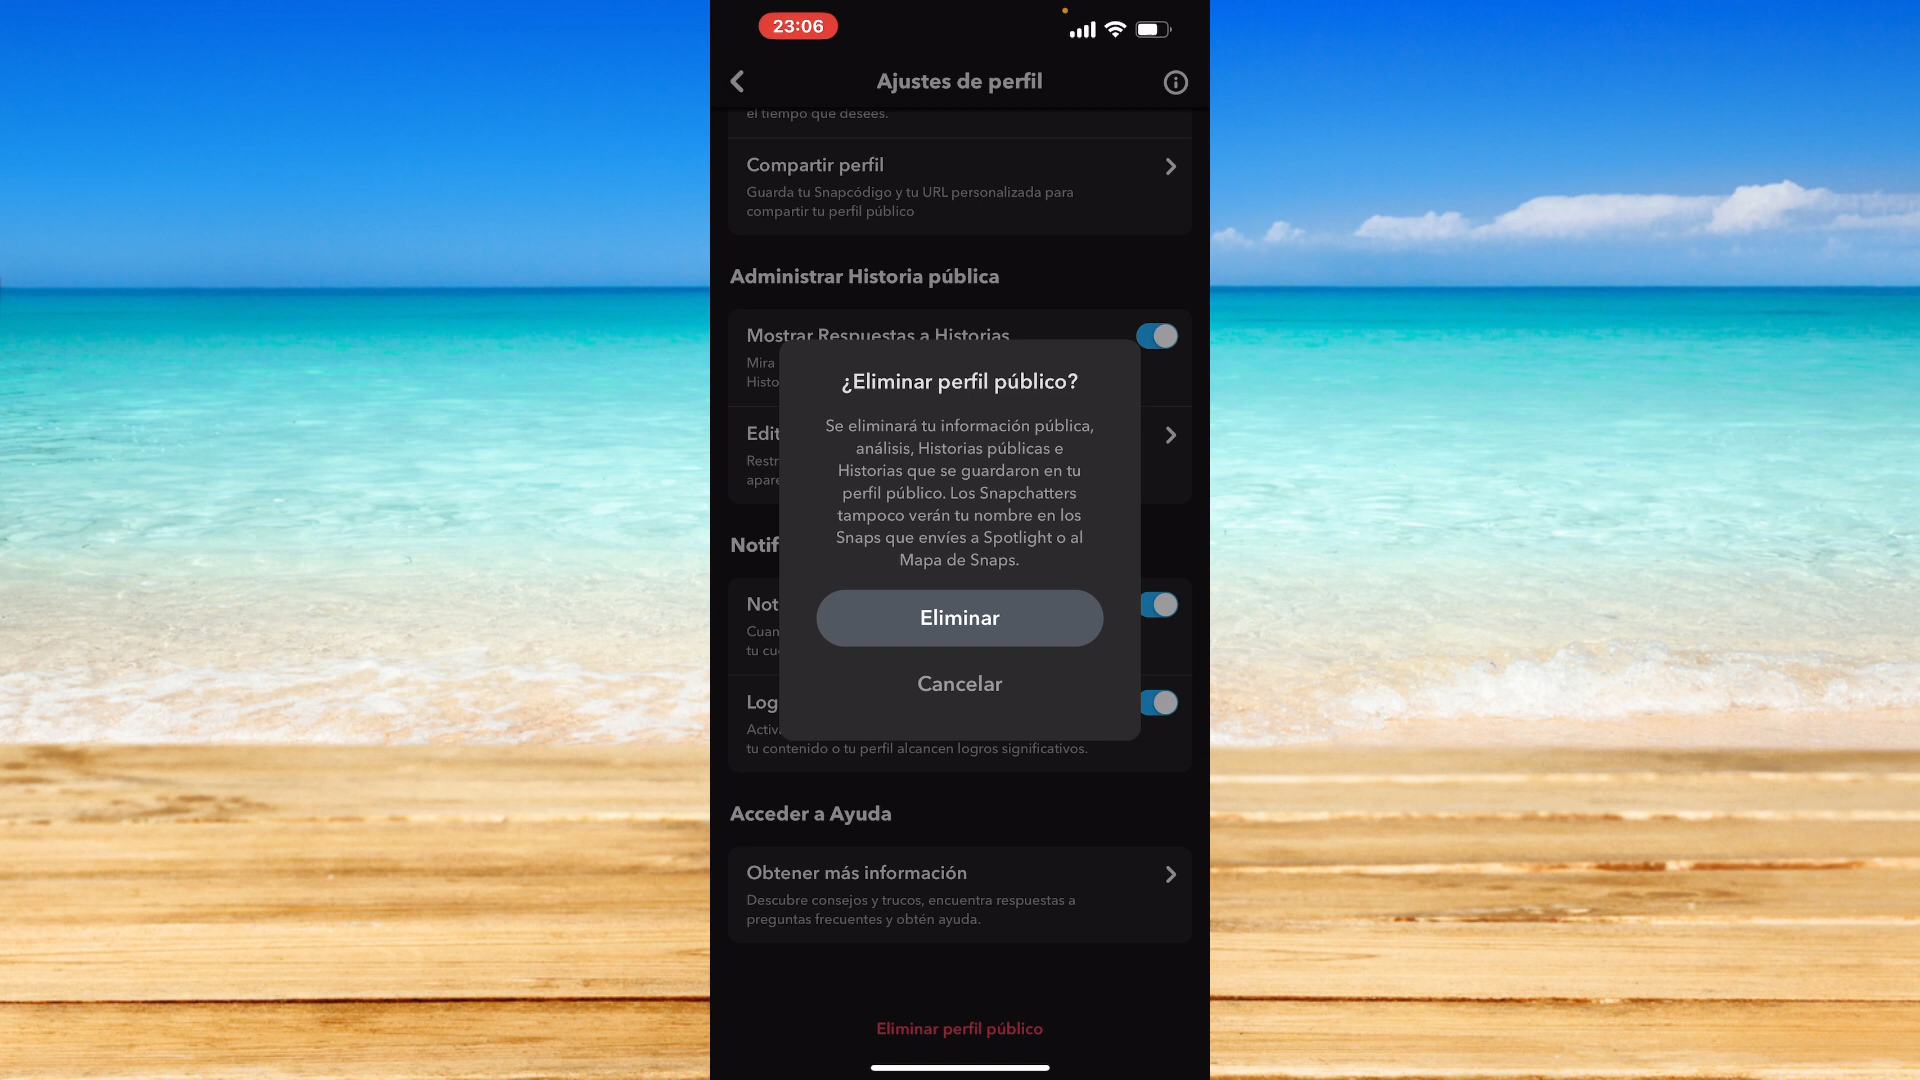 23:06
Ajustes de perfil
el tiempo que desees.
Compartir perfil
Guarda tu Snapcódigo y tu URL personalizada para
compartir tu perfil público
Administrar Historia pública
Mostrar Respuestas a Historias
Mira
Histo
¿Eliminar perfil público?
Se eliminará tu información pública,
análisis, Historias públicas e
Historias que se guardaron en tu
perfil público. Los Snapchatters
tampoco verán tu nombre en los
Snaps que envíes a Spotlight o al
Mapa de Snaps.
Eliminar
Cancelar
Edit
Restr
apare
Notif
Not
Cuan
tu cu
Log
Activ
tu contenido o tu perfil alcancen logros significativos.
Acceder a Ayuda
Obtener más información
Descubre consejos y trucos, encuentra respuestas a
preguntas frecuentes y obtén ayuda.
Eliminar perfil público